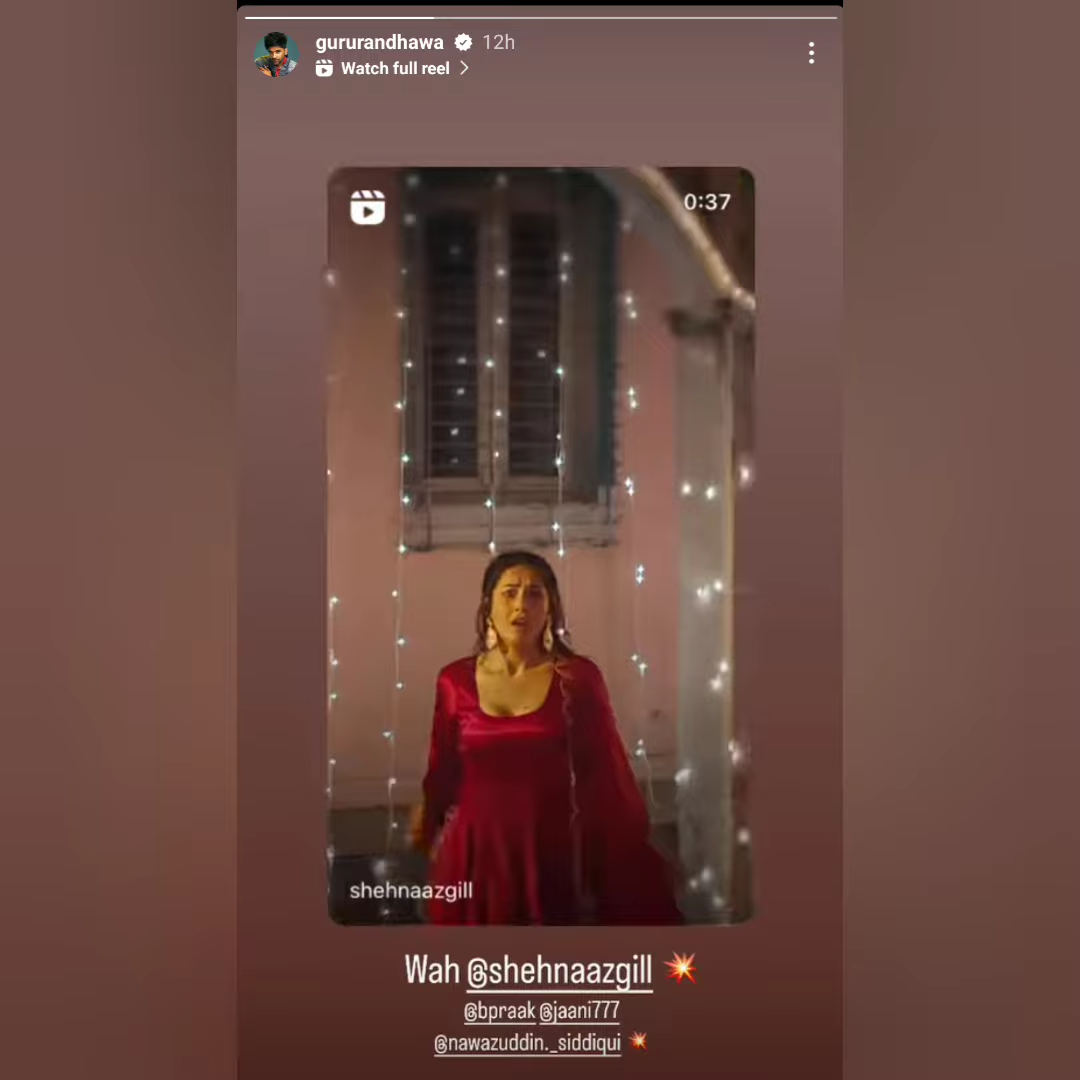 gururandhawa 12h
Watch full reel
0:37
shehnaazgill
Wah @shehnaazgill 💥
@bpraak @jaani777
@nawazuddin._siddiqui 💥